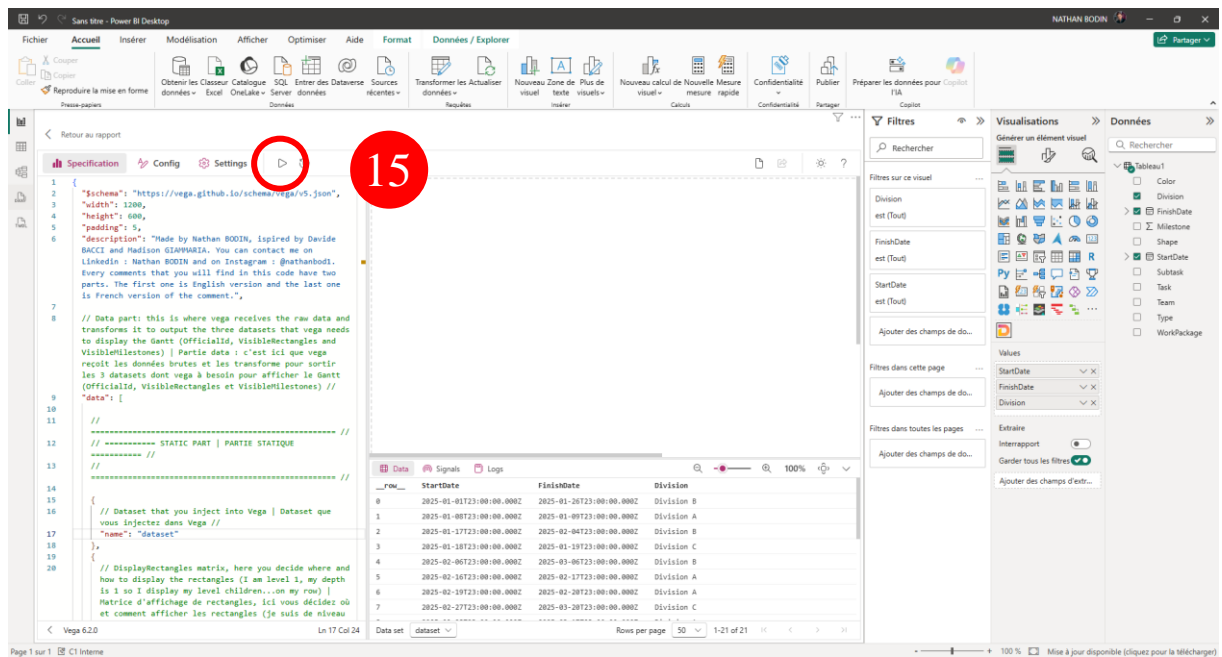 Sans titre - Power BI Desktop
NATHAN BODIN
Fichier Accueil Insérer Modélisation Afficher Optimiser Aide Format Données / Explorer
Partager
Coller
Couper
Copier
Reproduire la mise en forme
Presse-papiers
Obtenir les données
Classeur Excel
Catalogue OneLake
SQL Server
Entrer des données
Dataverse
Sources récentes
Données
Transformer les données
Actualiser
Requêtes
Nouveau visuel
Zone de texte
Plus de visuels
Insérer
Nouveau calcul de visuel
Nouvelle mesure
Mesure rapide
Calculs
Confidentialité
Confidentialité
Publier
Partager
Préparer les données pour l'IA
Copilot
Copilot
Retour au rapport
Specification Config Settings
15
1 {
2 "$schema": "https://vega.github.io/schema/vega/v5.json",
3 "width": 1200,
4 "height": 600,
5 "padding": 5,
6 "description": "Made by Nathan BODIN, ispired by Davide
BACCI and Madison GIAMMARIA. You can contact me on
Linkedin : Nathan BODIN and on Instagram : @nathanbod1.
Every comments that you will find in this code have two
parts. The first one is English version and the last one
is French version of the comment.",
7
8 // Data part: this is where vega receives the raw data and
transforms it to output the three datasets that vega needs
to display the Gantt (OfficialId, VisibleRectangles and
VisibleMilestones) | Partie data : c'est ici que vega
reçoit les données brutes et les transforme pour sortir
les 3 datasets dont vega à besoin pour afficher le Gantt
(OfficialId, VisibleRectangles et VisibleMilestones) //
9 "data": [
10
11 //
================================================== //
12 // =========== STATIC PART | PARTIE STATIQUE
=========== //
13 //
================================================== //
14
15 {
16 // Dataset that you inject into Vega | Dataset que
vous injectez dans Vega //
17 "name": "dataset"
18 },
19 {
20 // DisplayRectangles matrix, here you decide where and
how to display the rectangles (I am level 1, my depth
is 1 so I display my level children...on my row) |
Matrice d'affichage de rectangles, ici vous décidez où
et comment afficher les rectangles (je suis de niveau
Vega 6.2.0 Ln 17 Col 24
Data Signals Logs 100%
__row__ StartDate FinishDate Division
0 2025-01-01T23:00:00.000Z 2025-01-26T23:00:00.000Z Division B
1 2025-01-08T23:00:00.000Z 2025-01-09T23:00:00.000Z Division A
2 2025-01-17T23:00:00.000Z 2025-02-04T23:00:00.000Z Division B
3 2025-01-18T23:00:00.000Z 2025-01-19T23:00:00.000Z Division C
4 2025-02-06T23:00:00.000Z 2025-03-06T23:00:00.000Z Division B
5 2025-02-16T23:00:00.000Z 2025-02-17T23:00:00.000Z Division A
6 2025-02-19T23:00:00.000Z 2025-02-20T23:00:00.000Z Division A
7 2025-02-27T23:00:00.000Z 2025-03-20T23:00:00.000Z Division C
Data set dataset Rows per page 50 1-21 of 21
Filtres
Rechercher
Filtres sur ce visuel
Division
est (Tout)
FinishDate
est (Tout)
StartDate
est (Tout)
Ajouter des champs de do...
Filtres dans cette page
Ajouter des champs de do...
Filtres dans toutes les pages
Ajouter des champs de do...
Visualisations
Générer un élément visuel
Values
StartDate
FinishDate
Division
Extraire
Interrapport
Garder tous les filtres
Ajouter des champs d'extr...
Données
Rechercher
Tableau1
Color
Division
FinishDate
Milestone
Shape
StartDate
Subtask
Task
Team
Type
WorkPackage
Page 1 sur 1 C1 Interne
100 % Mise à jour disponible (cliquez pour la télécharger)